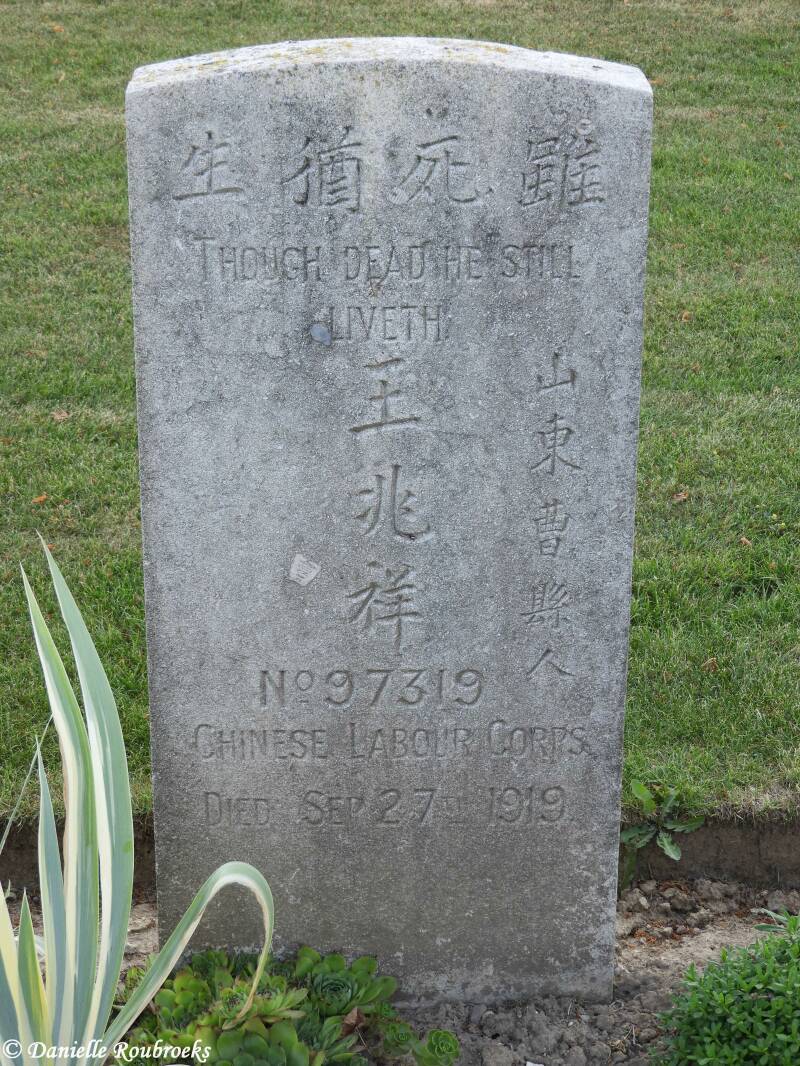 雖死猶生
THOUGH DEAD HE STILL
LIVETH
山東曹縣人
王兆祥
No 97319
CHINESE LABOUR CORPS
DIED SEP 27TH 1919.
© Danielle Roubroeks